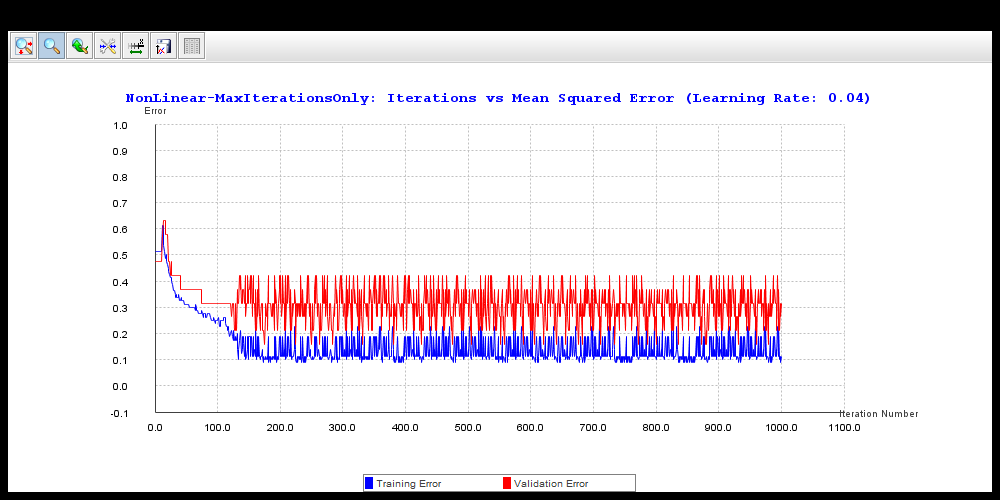 NonLinear-MaxIterationsOnly: Iterations vs Mean Squared Error (Learning Rate: 0.04)
Error
1.0
0.9
0.8
0.7
0.6
0.5
0.4
0.3
0.2
0.1
0.0
-0.1
Iteration Number
0.0 100.0 200.0 300.0 400.0 500.0 600.0 700.0 800.0 900.0 1000.0 1100.0
Training Error Validation Error